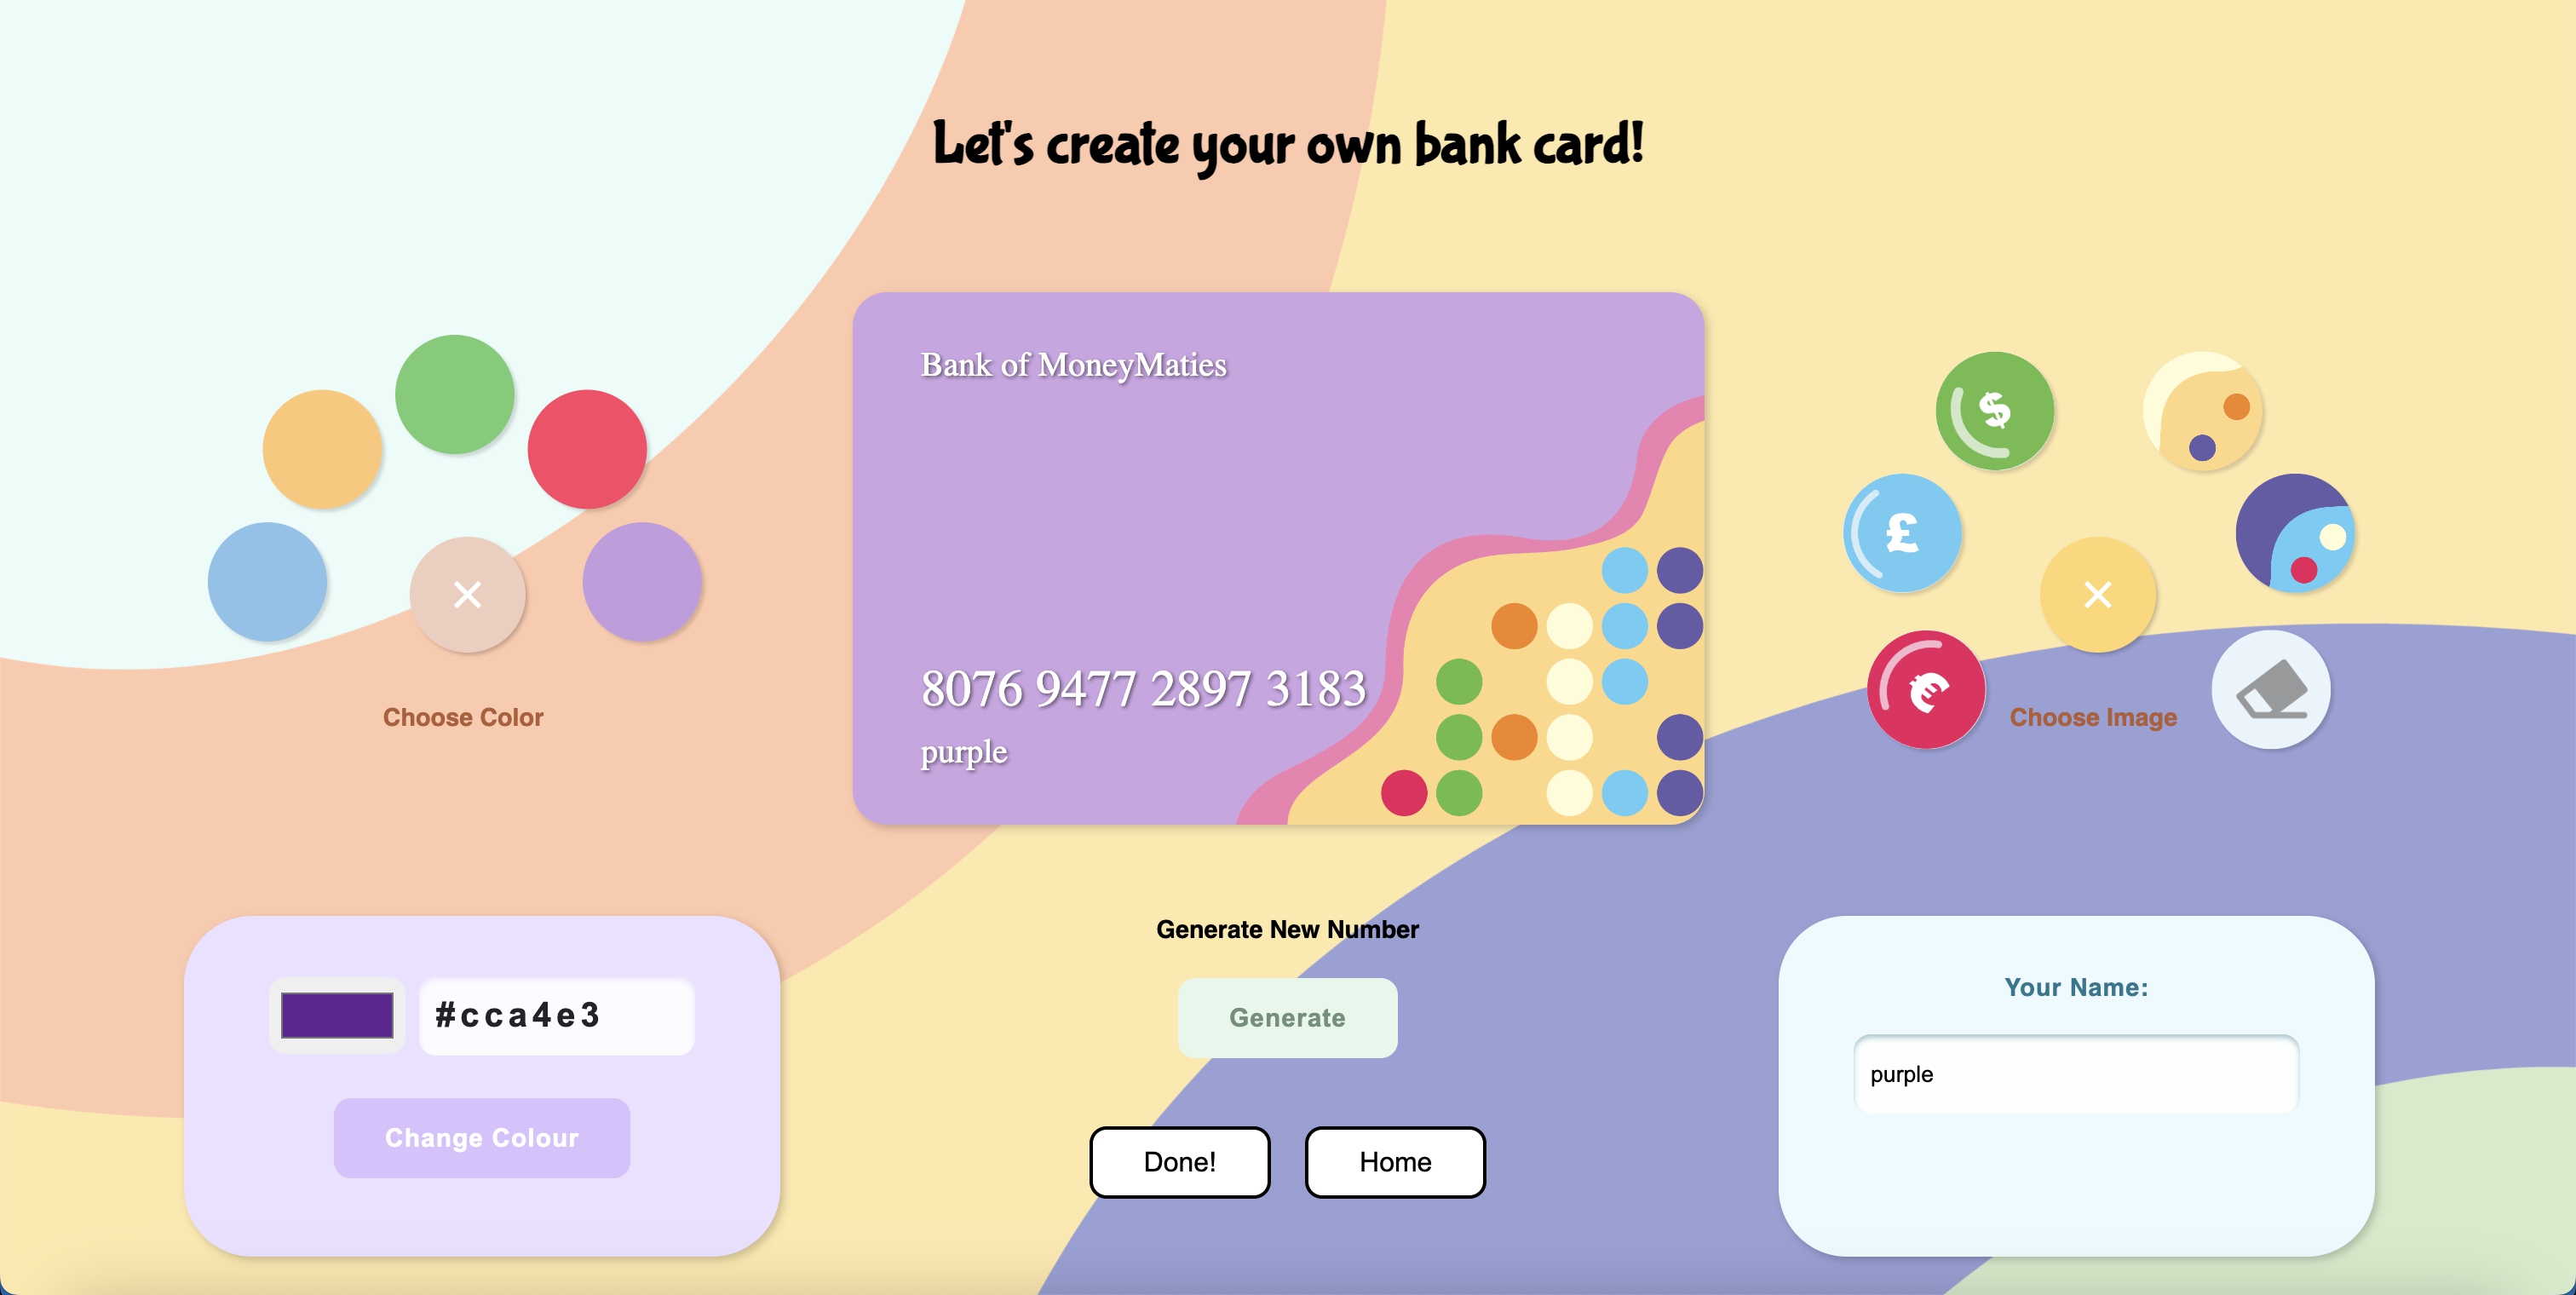 Let's create your own bank card!
Bank of MoneyMaties
8076 9477 2897 3183
purple
$
£
€
×
×
Choose Color
Choose Image
#cca4e3
Change Colour
Generate New Number
Generate
Done!
Home
Your Name:
purple